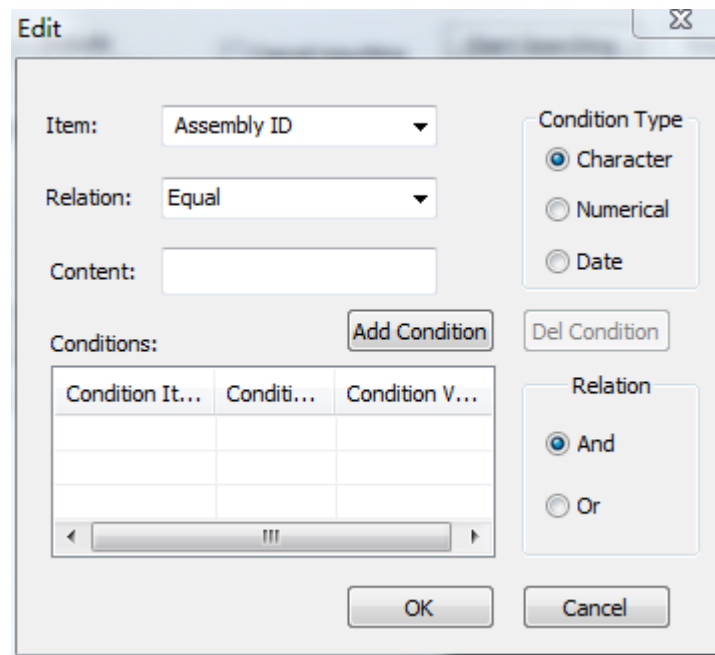 Edit
Item:
Assembly ID
Condition Type
Character
Relation:
Equal
Numerical
Content:
Date
Add Condition
Del Condition
Conditions:
Condition It...
Conditi...
Condition V...
Relation
And
Or
OK
Cancel